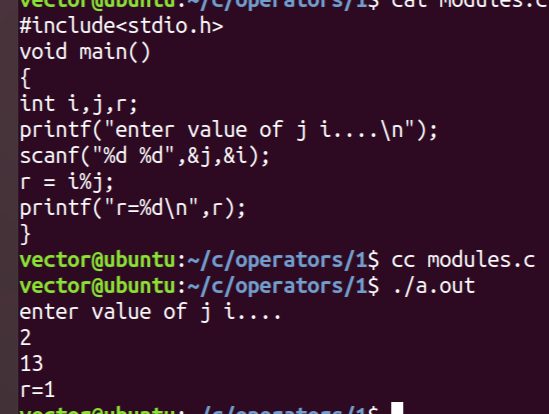 vector@ubuntu:~/c/operators/1$ cat modules.c
#include<stdio.h>
void main()
{
int i,j,r;
printf("enter value of j i....\n");
scanf("%d %d",&j,&i);
r = i%j;
printf("r=%d\n",r);
}
vector@ubuntu:~/c/operators/1$ cc modules.c
vector@ubuntu:~/c/operators/1$ ./a.out
enter value of j i....
2
13
r=1
vector@ubuntu:~/c/operators/1$